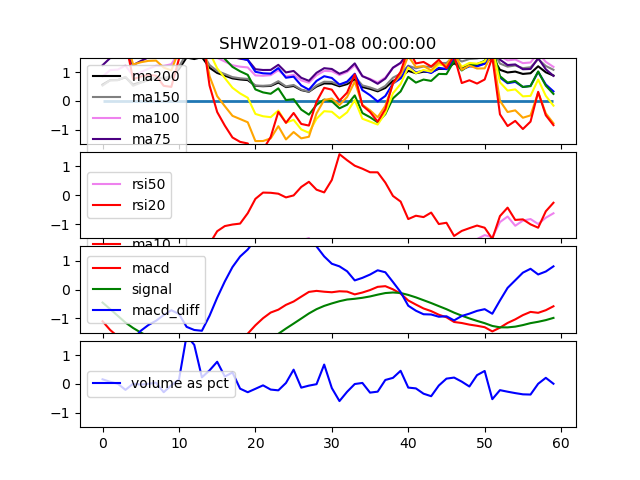 SHW2019-01-08 00:00:00
1
0
−1
ma200
ma150
ma100
ma75
1
0
−1
rsi50
rsi20
ma10
1
0
−1
macd
signal
macd_diff
1
0
−1
volume as pct
0 10 20 30 40 50 60